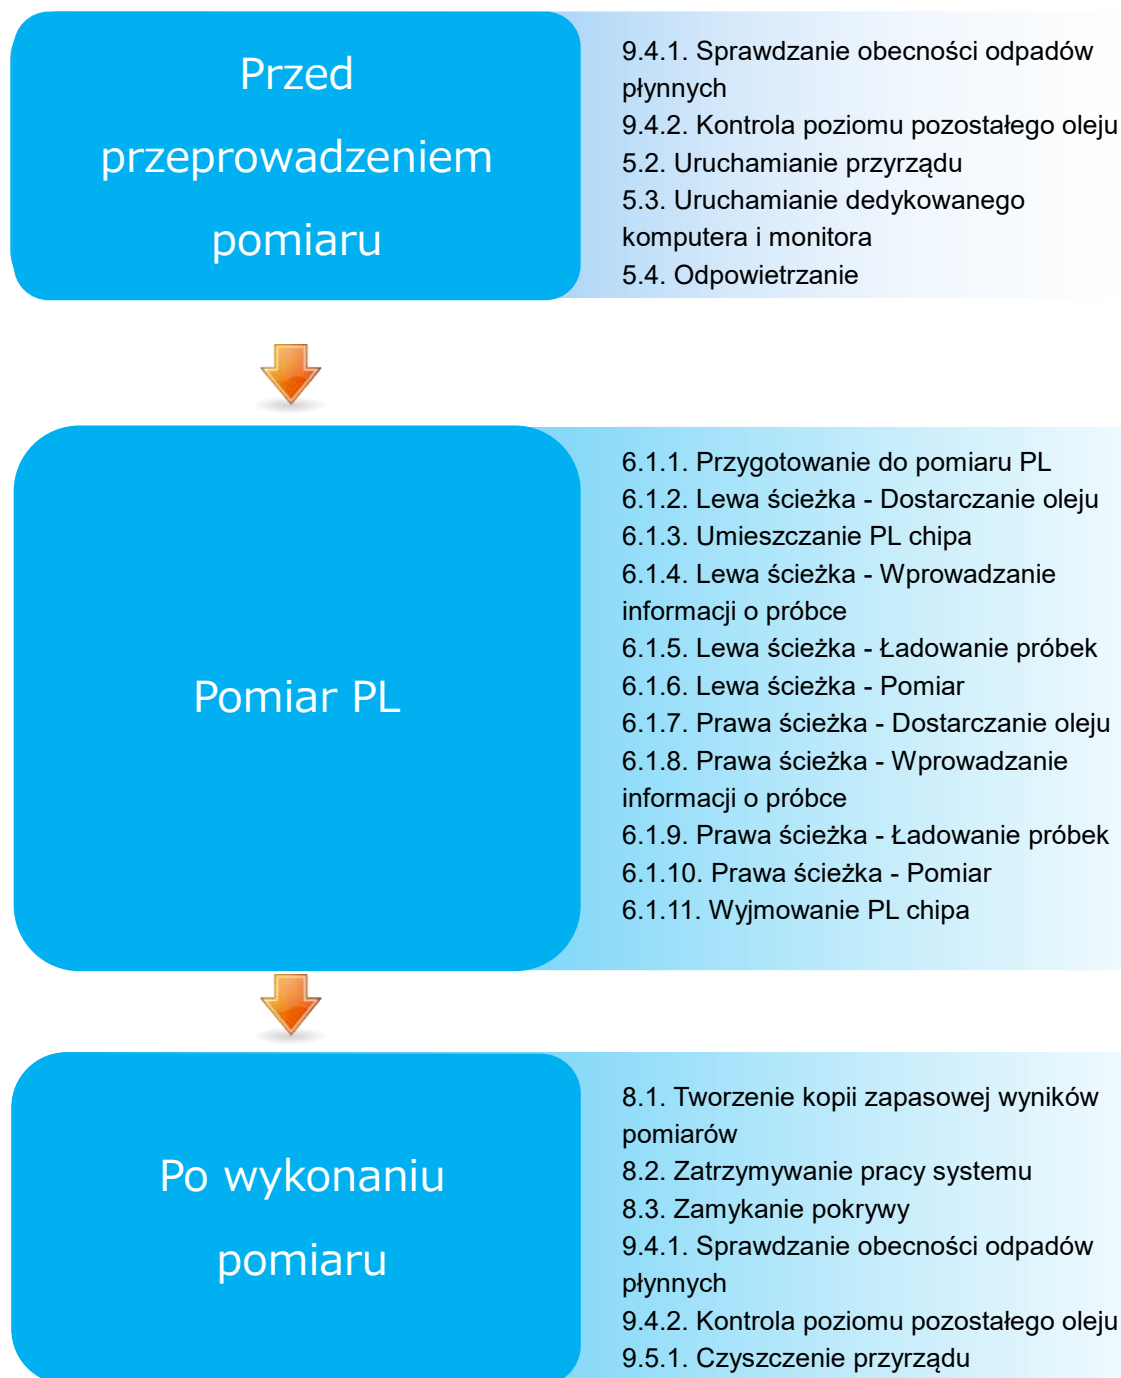 Przed
przeprowadzeniem
pomiaru
9.4.1. Sprawdzanie obecności odpadów
płynnych
9.4.2. Kontrola poziomu pozostałego oleju
5.2. Uruchamianie przyrządu
5.3. Uruchamianie dedykowanego
komputera i monitora
5.4. Odpowietrzanie
Pomiar PL
6.1.1. Przygotowanie do pomiaru PL
6.1.2. Lewa ścieżka - Dostarczanie oleju
6.1.3. Umieszczanie PL chipa
6.1.4. Lewa ścieżka - Wprowadzanie
informacji o próbce
6.1.5. Lewa ścieżka - Ładowanie próbek
6.1.6. Lewa ścieżka - Pomiar
6.1.7. Prawa ścieżka - Dostarczanie oleju
6.1.8. Prawa ścieżka - Wprowadzanie
informacji o próbce
6.1.9. Prawa ścieżka - Ładowanie próbek
6.1.10. Prawa ścieżka - Pomiar
6.1.11. Wyjmowanie PL chipa
Po wykonaniu
pomiaru
8.1. Tworzenie kopii zapasowej wyników
pomiarów
8.2. Zatrzymywanie pracy systemu
8.3. Zamykanie pokrywy
9.4.1. Sprawdzanie obecności odpadów
płynnych
9.4.2. Kontrola poziomu pozostałego oleju
9.5.1. Czyszczenie przyrządu